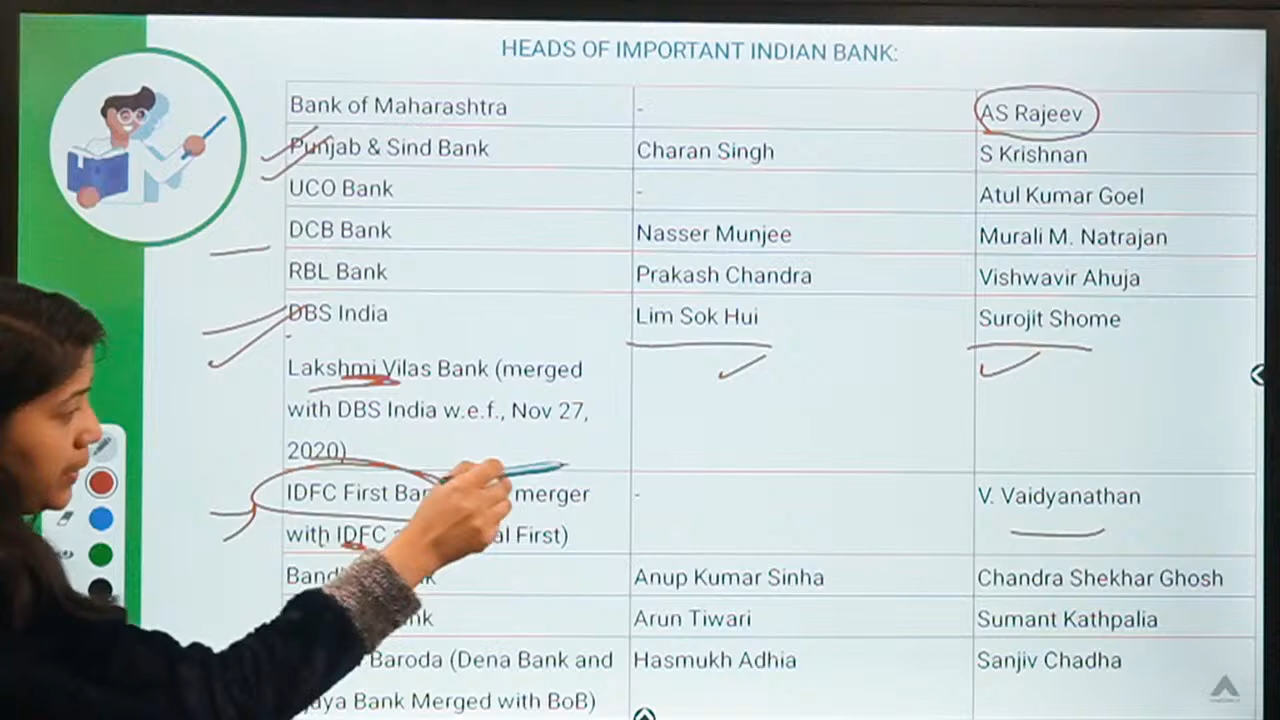 HEADS OF IMPORTANT INDIAN BANK:
Bank of Maharashtra - AS Rajeev
Punjab & Sind Bank Charan Singh S Krishnan
UCO Bank - Atul Kumar Goel
DCB Bank Nasser Munjee Murali M. Natrajan
RBL Bank Prakash Chandra Vishwavir Ahuja
DBS India Lim Sok Hui Surojit Shome
-
Lakshmi Vilas Bank (merged
with DBS India w.e.f., Nov 27,
2020)
IDFC First merger - V. Vaidyanathan
with IDFC First)
Anup Kumar Sinha Chandra Shekhar Ghosh
Arun Tiwari Sumant Kathpalia
Baroda (Dena Bank and Hasmukh Adhia Sanjiv Chadha
Bank Merged with BoB)